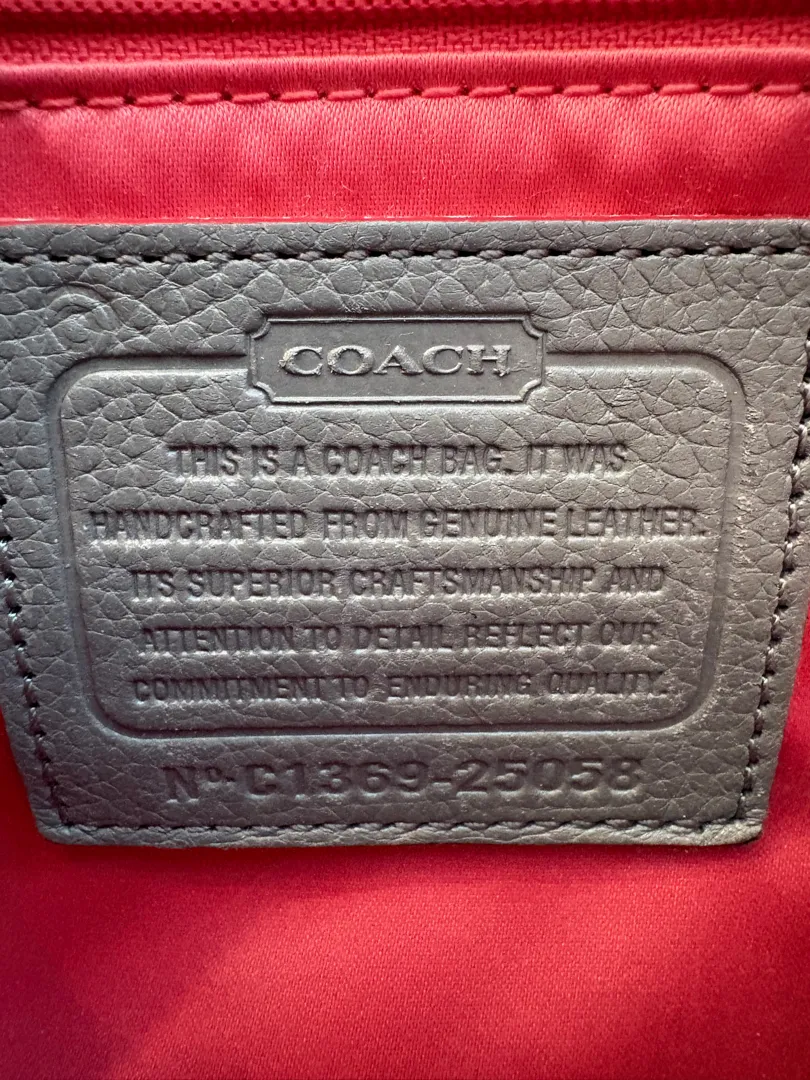 COACH
THIS IS A COACH BAG. IT WAS
HANDCRAFTED FROM GENUINE LEATHER.
ITS SUPERIOR CRAFTSMANSHIP AND
ATTENTION TO DETAIL REFLECT OUR
COMMITMENT TO ENDURING QUALITY.
Nº C1369-25058